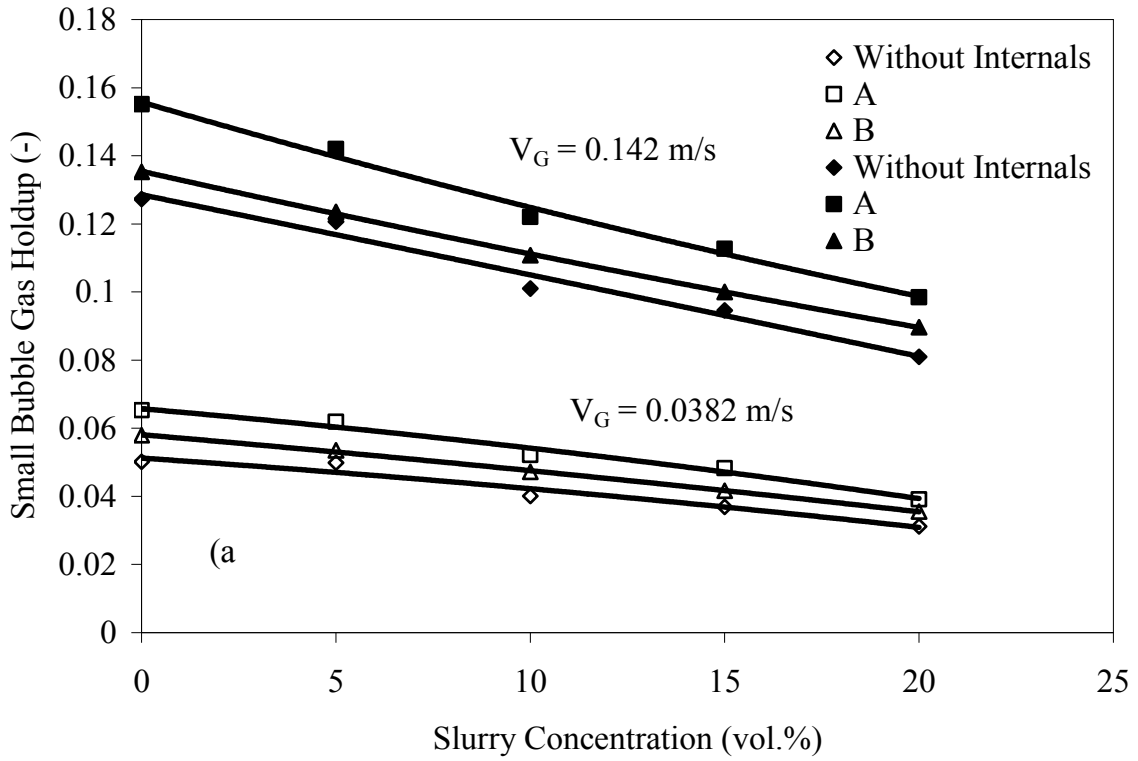 0.18
0.16
0.14
0.12
0.1
0.08
0.06
0.04
0.02
0
Small Bubble Gas Holdup (-)
Without Internals
A
B
Without Internals
A
B
V_G = 0.142 m/s
V_G = 0.0382 m/s
(a
0 5 10 15 20 25
Slurry Concentration (vol.%)